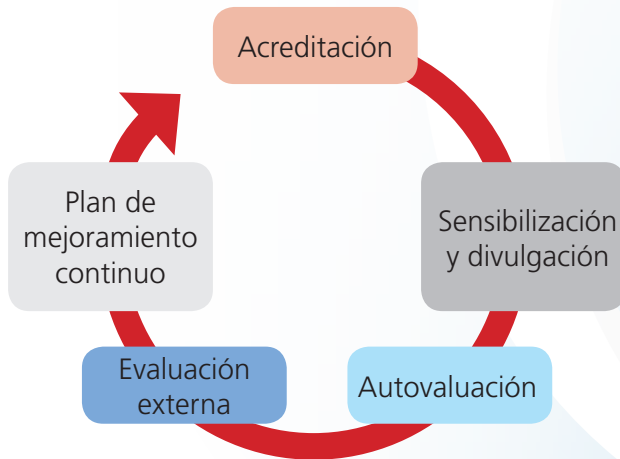 Acreditación
Sensibilización
y divulgación
Autovaluación
Evaluación
externa
Plan de
mejoramiento
continuo